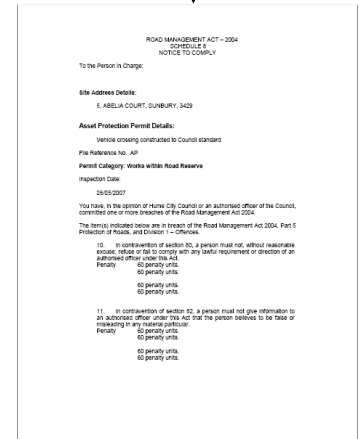 ROAD MANAGEMENT ACT – 2004
SCHEDULE 8
NOTICE TO COMPLY
To the Person in Charge:
Site Address Details:
5, ABELIA COURT, SUNBURY, 3429
Asset Protection Permit Details:
Vehicle crossing constructed to Council standard
File Reference No. AP
Permit Category: Works within Road Reserve
Inspection Date:
26/05/2007
You have, in the opinion of Hume City Council or an authorised officer of the Council,
committed one or more breaches of the Road Management Act 2004.
The item(s) indicated below are in breach of the Road Management Act 2004, Part 5
Protection of Roads, and Division 1 – Offences.
10. In contravention of section 60, a person must not, without reasonable
excuse, refuse or fail to comply with any lawful requirement or direction of an
authorised officer under this Act.
Penalty 60 penalty units.
60 penalty units.
60 penalty units.
60 penalty units.
11. In contravention of section 62, a person must not give information to
an authorised officer under this Act that the person believes to be false or
misleading in any material particular.
Penalty 60 penalty units.
60 penalty units.
60 penalty units.
60 penalty units.